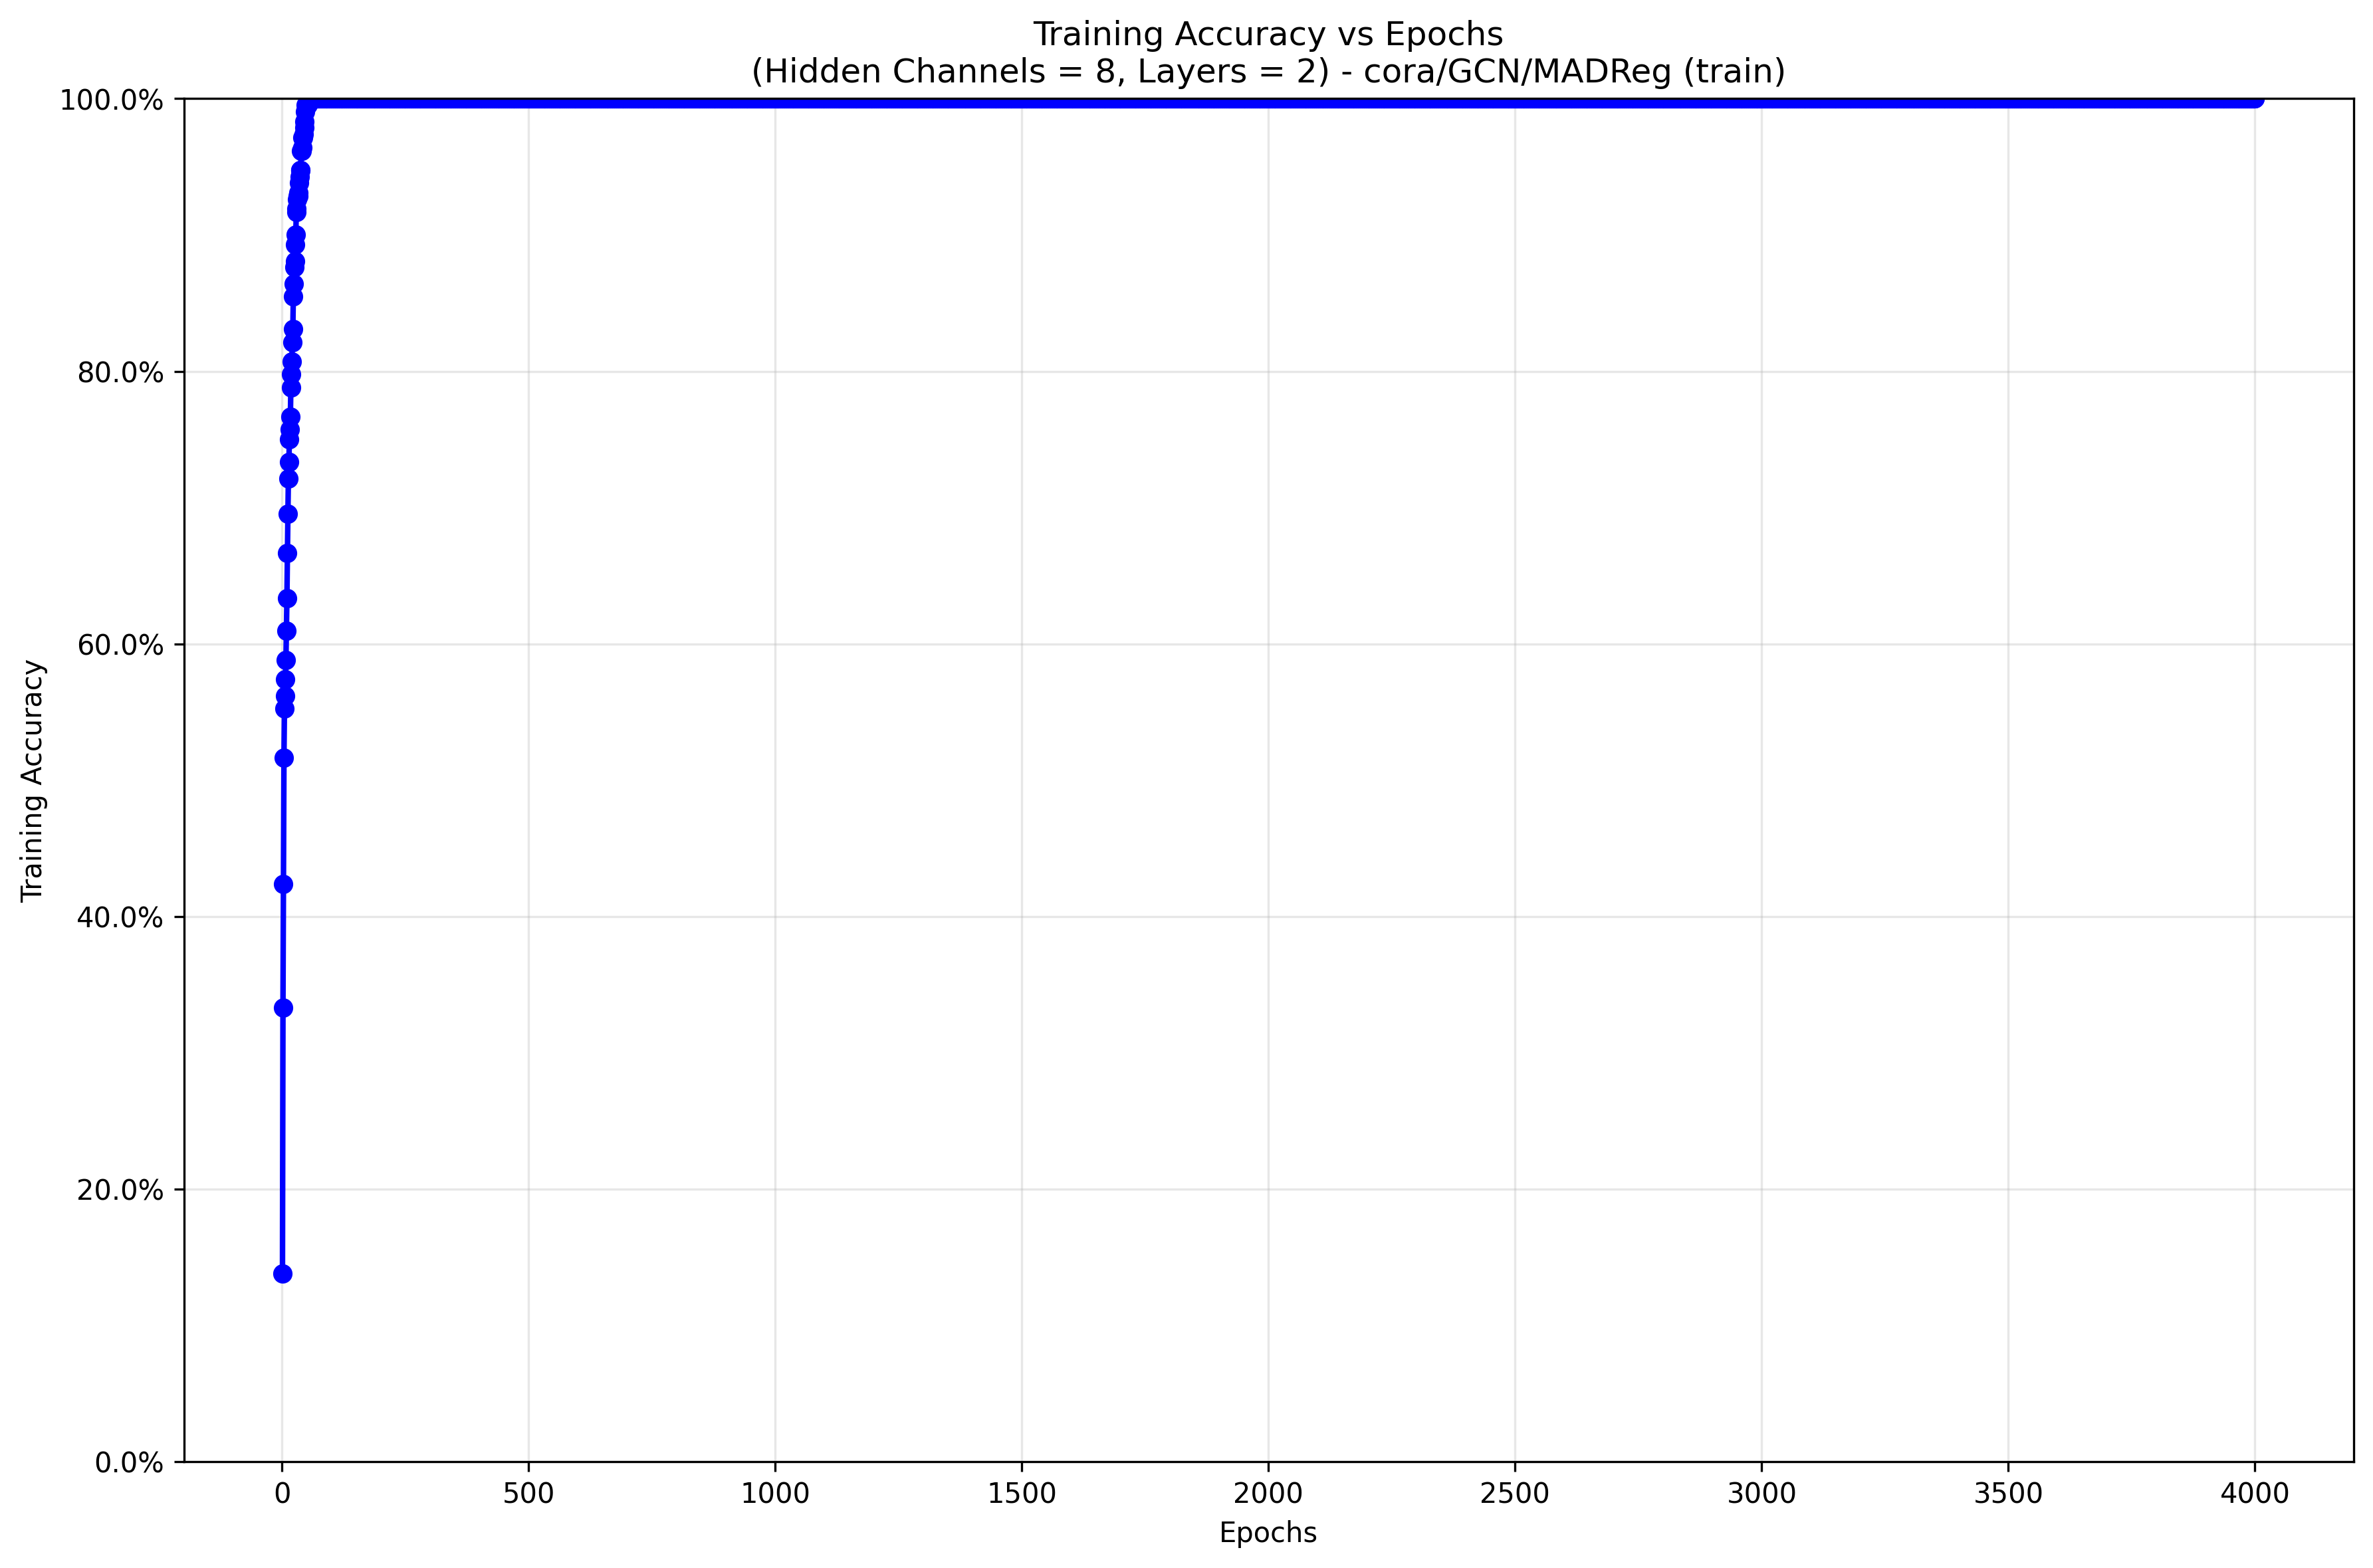 Training Accuracy vs Epochs
(Hidden Channels = 8, Layers = 2) - cora/GCN/MADReg (train)
100.0%
80.0%
60.0%
40.0%
20.0%
0.0%
Training Accuracy
0 500 1000 1500 2000 2500 3000 3500 4000
Epochs